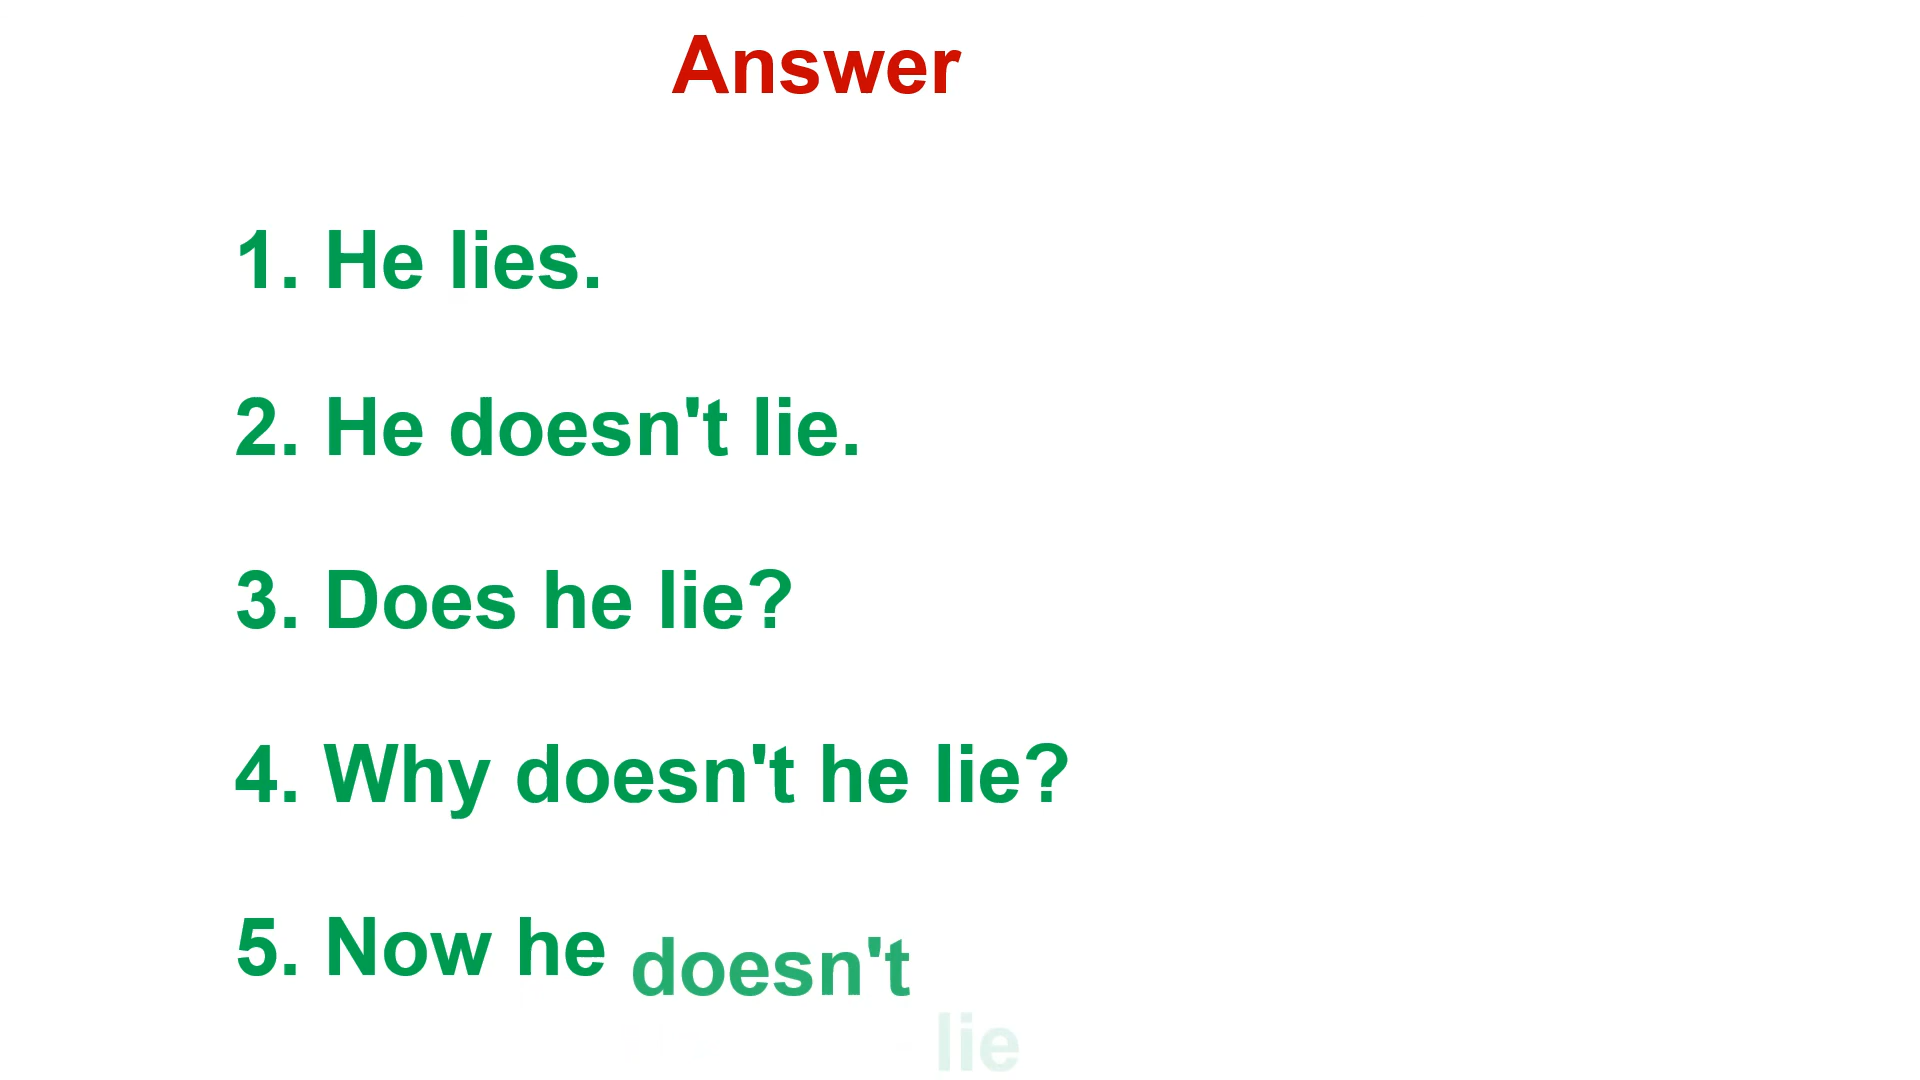 Answer
1. He lies.
2. He doesn't lie.
3. Does he lie?
4. Why doesn't he lie?
5. Now he doesn't lie